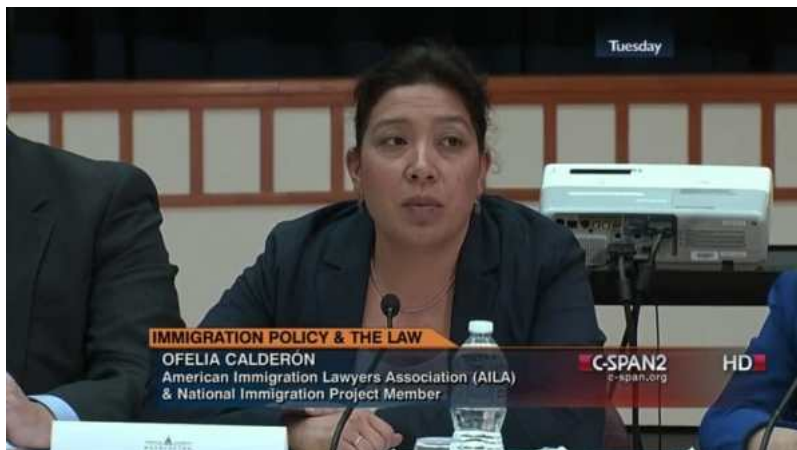 Tuesday
IMMIGRATION POLICY & THE LAW
OFELIA CALDERÓN
American Immigration Lawyers Association (AILA)
& National Immigration Project Member
C-SPAN2
c-span.org
HD